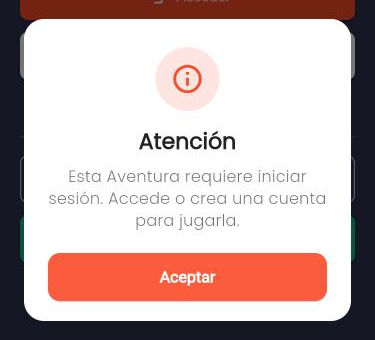 Atención
Esta Aventura requiere iniciar
sesión. Accede o crea una cuenta
para jugarla.
Aceptar